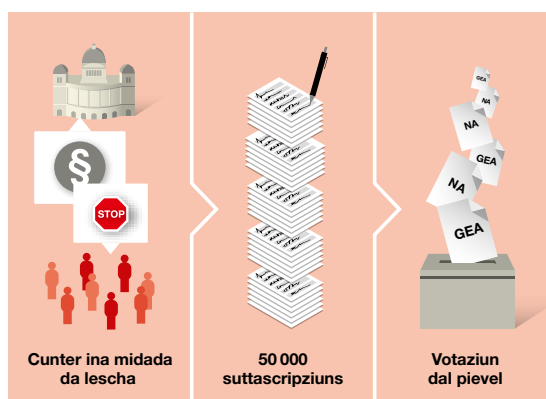 §
STOP
Cunter ina midada
da lescha
50 000
suttascripziuns
GEA
NA
NA
GEA
NA
GEA
Votaziun
dal pievel